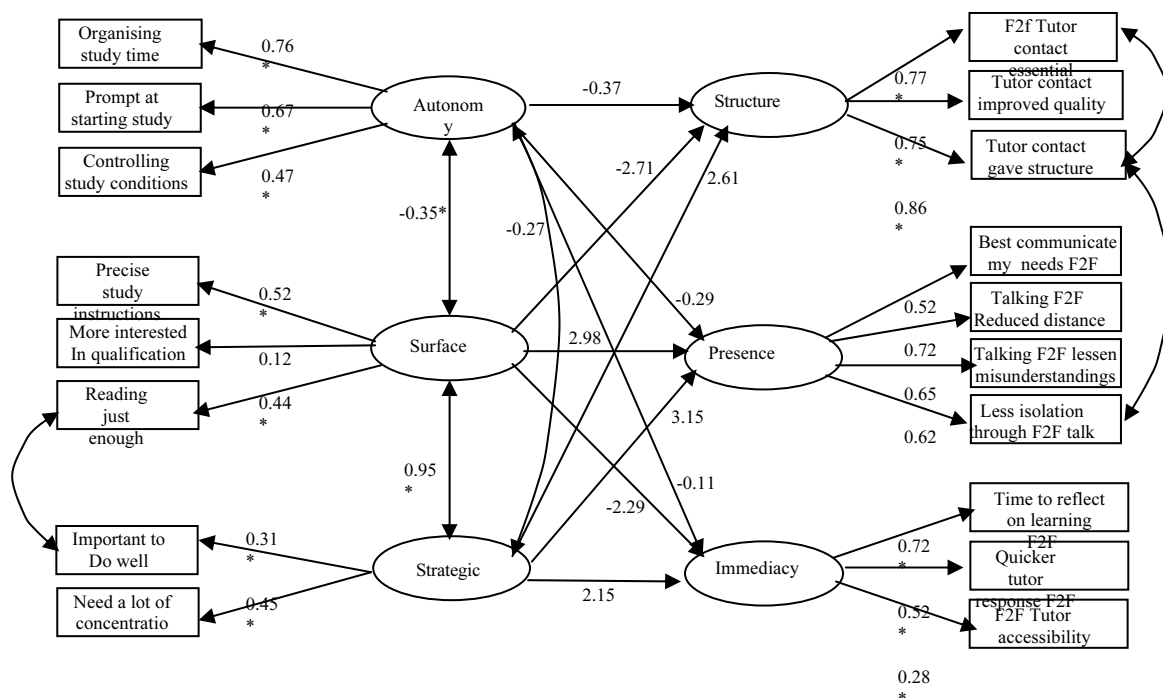 Organising
study time
Prompt at
starting study
Controlling
study conditions
Precise
study
instructions
More interested
In qualification
Reading
just
enough
Important to
Do well
Need a lot of
concentratio
0.76
*
0.67
*
0.47
*
0.52
*
0.12
0.44
*
0.31
*
0.45
*
Autonom
y
Surface
Strategic
-0.35*
0.95
*
-0.37
-2.71
2.61
-0.27
-0.29
2.98
3.15
-0.11
-2.29
2.15
Structure
Presence
Immediacy
0.77
*
0.75
*
0.86
*
0.52
0.72
0.65
0.62
0.72
*
0.52
*
0.28
*
F2f Tutor
contact
essential
Tutor contact
improved quality
Tutor contact
gave structure
Best communicate
my needs F2F
Talking F2F
Reduced distance
Talking F2F lessen
misunderstandings
Less isolation
through F2F talk
Time to reflect
on learning
F2F
Quicker
tutor
response F2F
F2F Tutor
accessibility